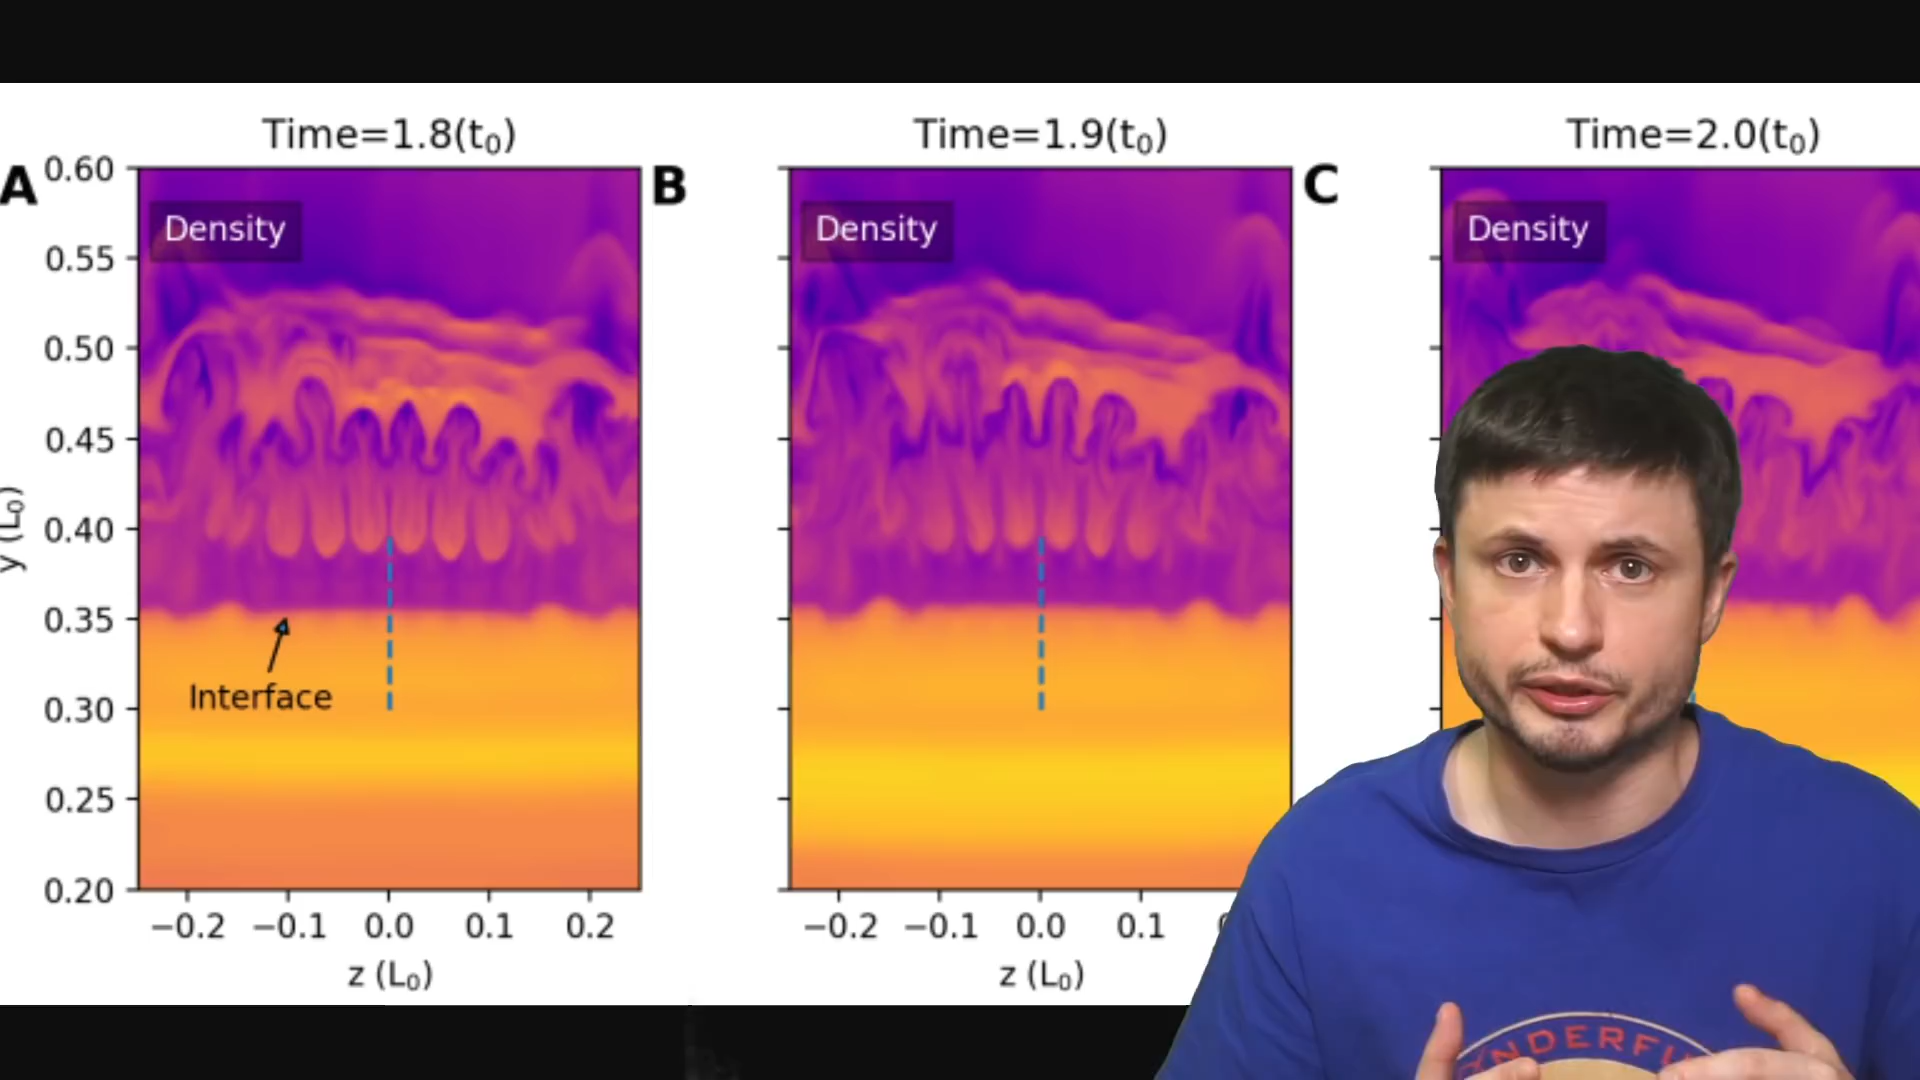 Time=1.8(t₀)
Time=1.9(t₀)
Time=2.0(t₀)
A
B
C
Density
Density
Density
0.60
0.55
0.50
0.45
0.40
0.35
0.30
0.25
0.20
y (L₀)
Interface
−0.2 −0.1 0.0 0.1 0.2
−0.2 −0.1 0.0 0.1
z (L₀)
z (L₀)